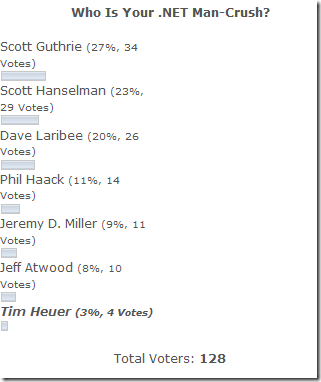 Who Is Your .NET Man-Crush?
Scott Guthrie (27%, 34
Votes)
Scott Hanselman (23%,
29 Votes)
Dave Laribee (20%, 26
Votes)
Phil Haack (11%, 14
Votes)
Jeremy D. Miller (9%, 11
Votes)
Jeff Atwood (8%, 10
Votes)
Tim Heuer (3%, 4 Votes)
Total Voters: 128